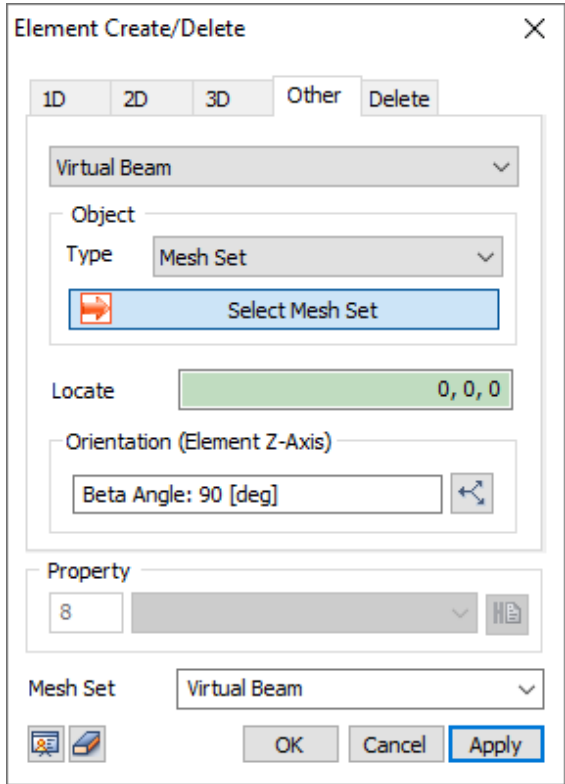 Element Create/Delete
1D 2D 3D Other Delete
Virtual Beam
Object
Type Mesh Set
Select Mesh Set
Locate 0, 0, 0
Orientation (Element Z-Axis)
Beta Angle: 90 [deg]
Property
8
Mesh Set Virtual Beam
OK Cancel Apply